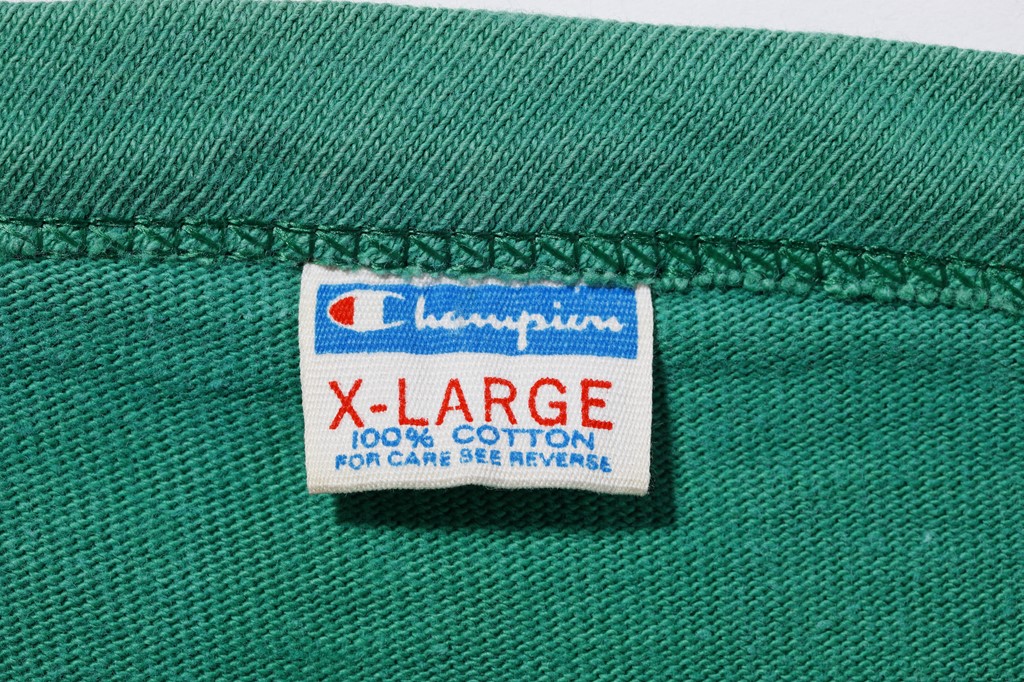 Champion
X-LARGE
100% COTTON
FOR CARE SEE REVERSE